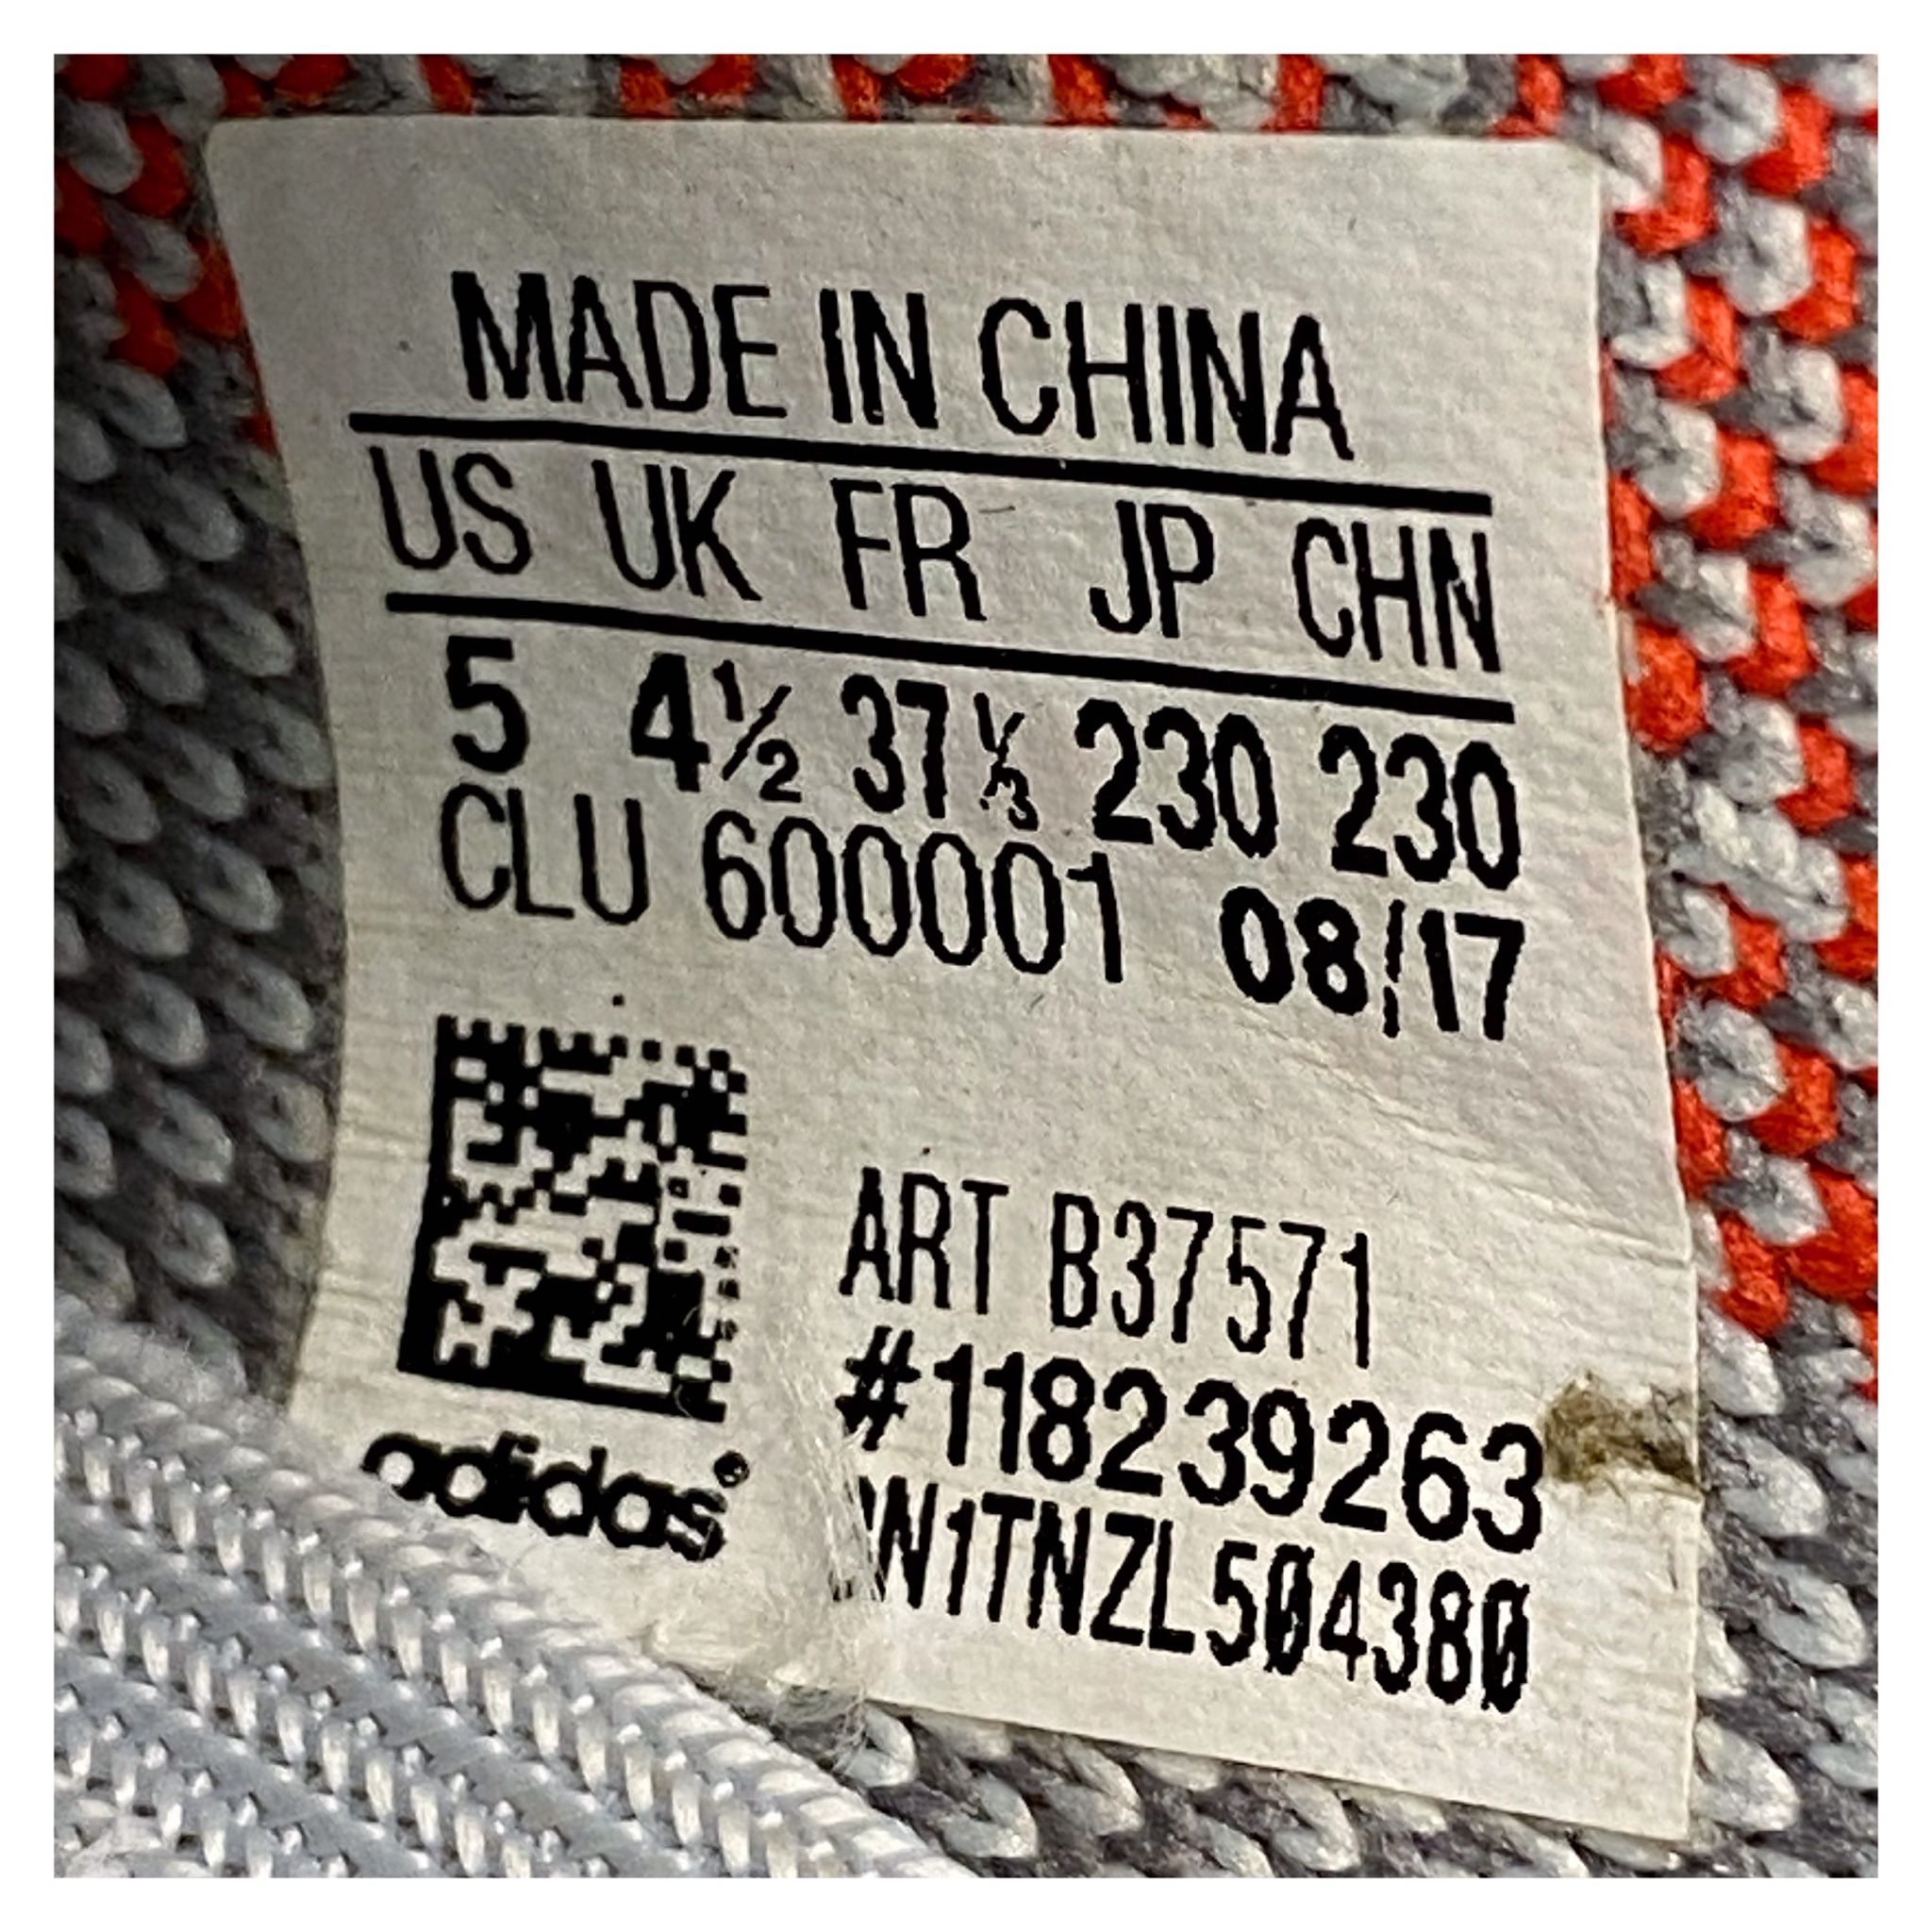 MADE IN CHINA
US UK FR JP CHN
5 4½ 37⅓ 230 230
CLU 600001 08/17
ART B37571
#118239263
adidas®